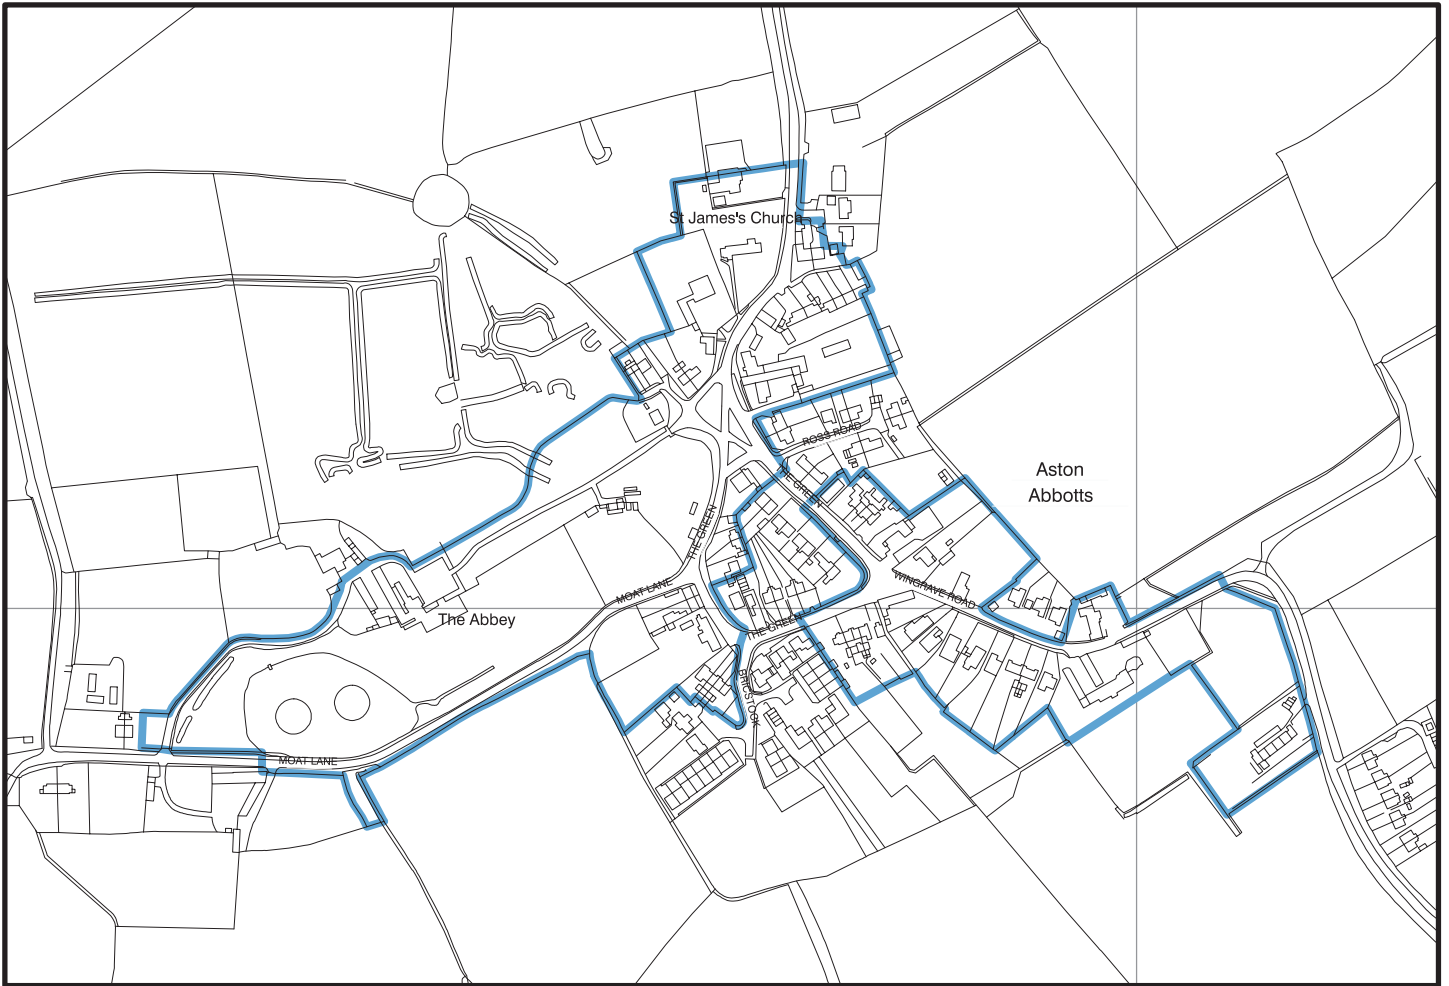 St James's Church
ROSS ROAD
Aston
Abbotts
THE GREEN
THE GREEN
WINGRAVE ROAD
MOAT LANE
The Abbey
THE GREEN
BRICSTOCK
MOAT LANE